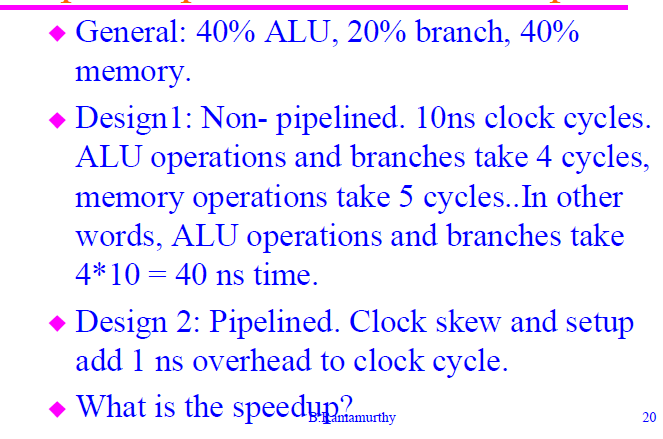 General: 40% ALU, 20% branch, 40%
memory.
Design1: Non- pipelined. 10ns clock cycles.
ALU operations and branches take 4 cycles,
memory operations take 5 cycles..In other
words, ALU operations and branches take
4*10 = 40 ns time.
Design 2: Pipelined. Clock skew and setup
add 1 ns overhead to clock cycle.
What is the speedup?
B.Ramamurthy
20